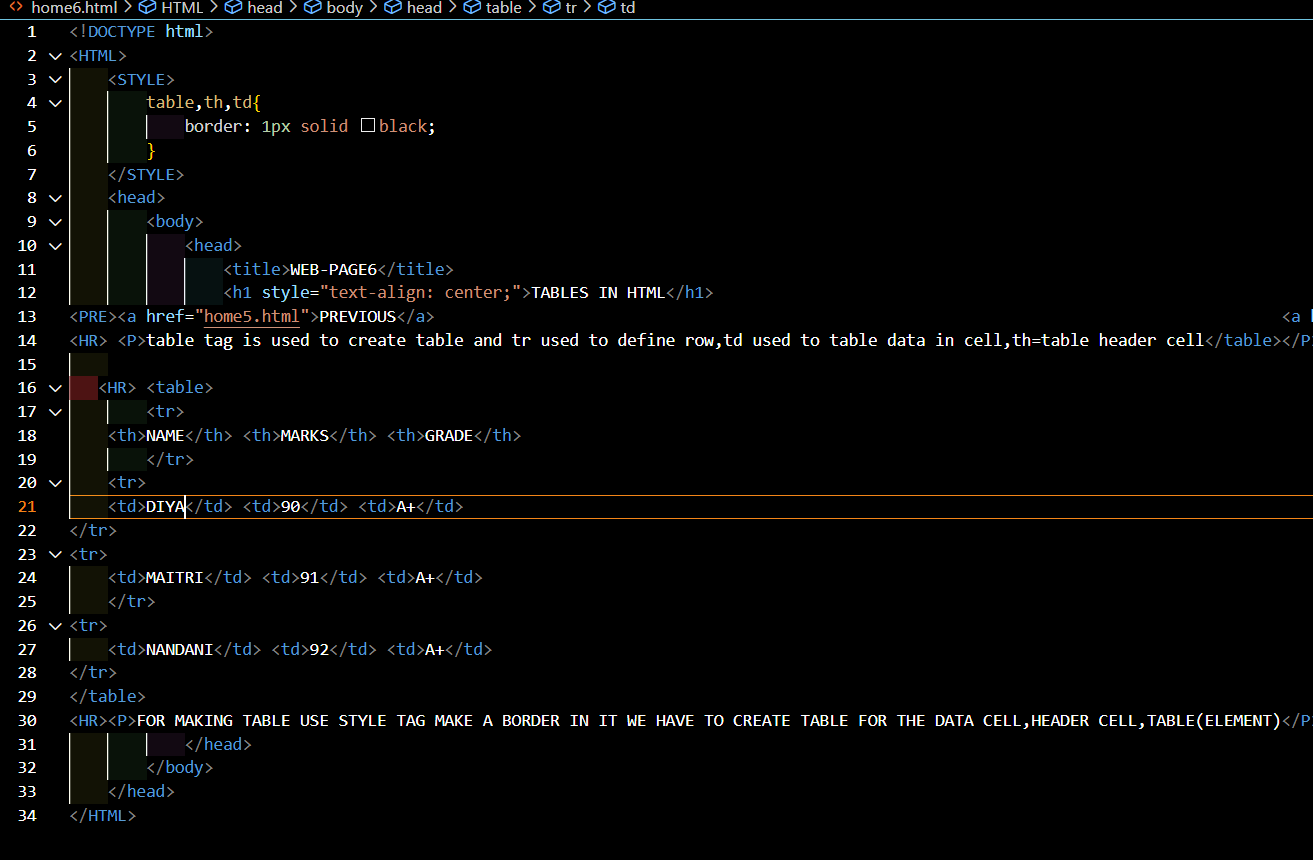 home6.html > HTML > head > body > head > table > tr > td
1 <!DOCTYPE html>
2 <HTML>
3 <STYLE>
4 table,th,td{
5 border: 1px solid black;
6 }
7 </STYLE>
8 <head>
9 <body>
10 <head>
11 <title>WEB-PAGE6</title>
12 <h1 style="text-align: center;">TABLES IN HTML</h1>
13 <PRE><a href="home5.html">PREVIOUS</a> <a
14 <HR> <P>table tag is used to create table and tr used to define row,td used to table data in cell,th=table header cell</table></P
15
16 <HR> <table>
17 <tr>
18 <th>NAME</th> <th>MARKS</th> <th>GRADE</th>
19 </tr>
20 <tr>
21 <td>DIYA</td> <td>90</td> <td>A+</td>
22 </tr>
23 <tr>
24 <td>MAITRI</td> <td>91</td> <td>A+</td>
25 </tr>
26 <tr>
27 <td>NANDANI</td> <td>92</td> <td>A+</td>
28 </tr>
29 </table>
30 <HR><P>FOR MAKING TABLE USE STYLE TAG MAKE A BORDER IN IT WE HAVE TO CREATE TABLE FOR THE DATA CELL,HEADER CELL,TABLE(ELEMENT)</P
31 </head>
32 </body>
33 </head>
34 </HTML>